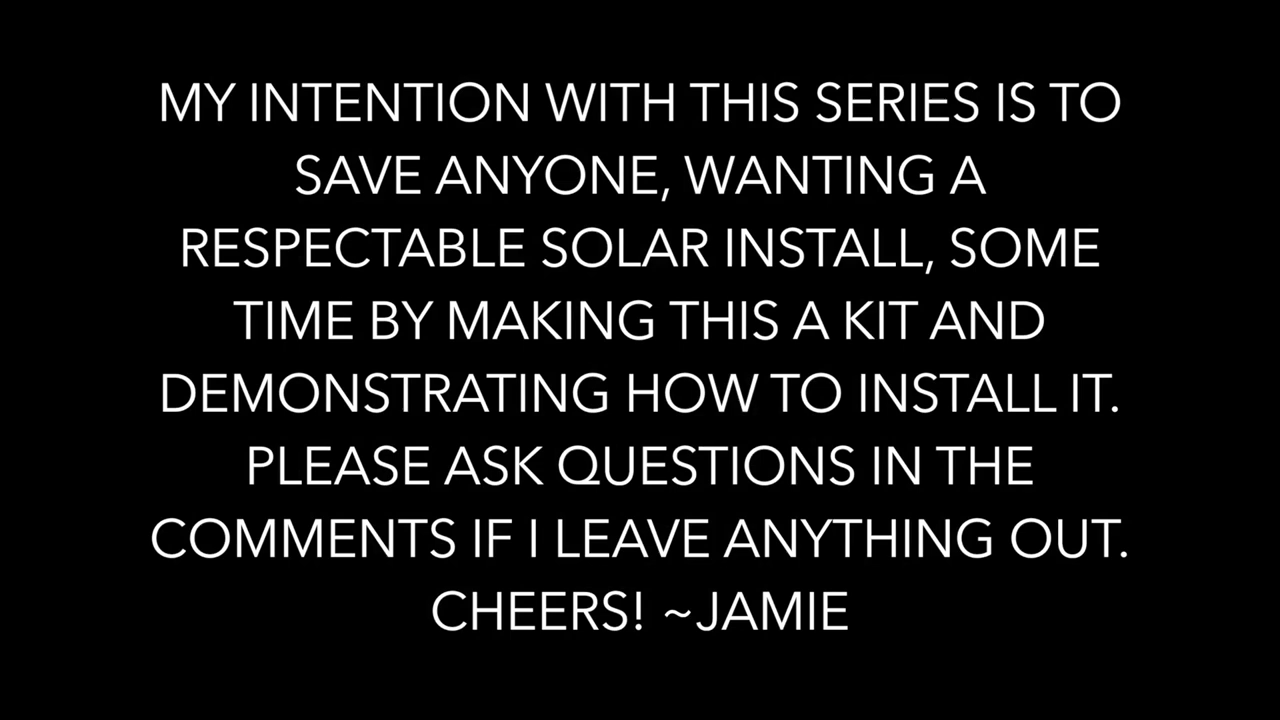 MY INTENTION WITH THIS SERIES IS TO
SAVE ANYONE, WANTING A
RESPECTABLE SOLAR INSTALL, SOME
TIME BY MAKING THIS A KIT AND
DEMONSTRATING HOW TO INSTALL IT.
PLEASE ASK QUESTIONS IN THE
COMMENTS IF I LEAVE ANYTHING OUT.
CHEERS! ~JAMIE